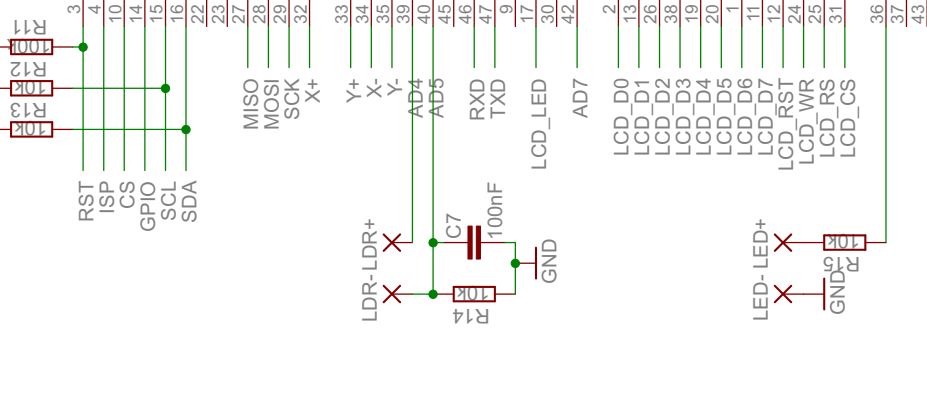 3 4 10 14 15 16 22 23 27 28 29 32 33 34 35 39 40 45 46 47 9 17 30 42 2 13 26 38 19 20 1 11 12 24 25 31 36 37 43
R11
100k
R12
10k
R13
10k
RST ISP CS GPIO SCL SDA
MISO MOSI SCK X+
Y+ X- Y- AD4 AD5
RXD TXD LCD_LED AD7
LCD_D0 LCD_D1 LCD_D2 LCD_D3 LCD_D4 LCD_D5 LCD_D6 LCD_D7 LCD_RST LCD_WR LCD_RS LCD_CS
LDR- LDR+
C7
100nF
GND
10k
R14
LED- LED+
10k
R15
GND